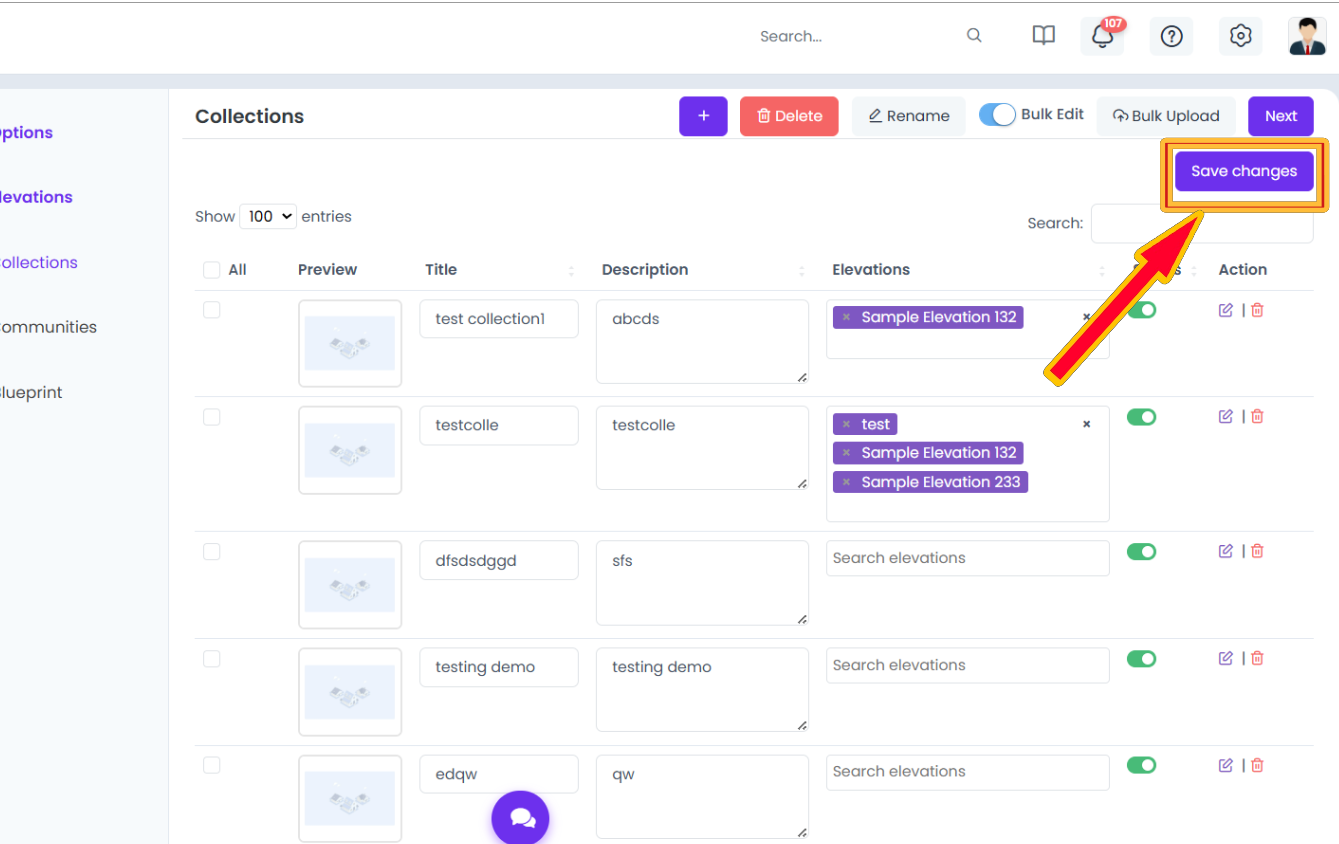 Search...
107
Collections
+
Delete
Rename
Bulk Edit
Bulk Upload
Next
Save changes
ptions
levations
ollections
ommunities
lueprint
Show 100 entries
Search:
All Preview Title Description Elevations Action
test collection1 abcds × Sample Elevation 132 ×
testcolle testcolle × test ×
× Sample Elevation 132
× Sample Elevation 233
dfsdsdggd sfs Search elevations
testing demo testing demo Search elevations
edqw qw Search elevations